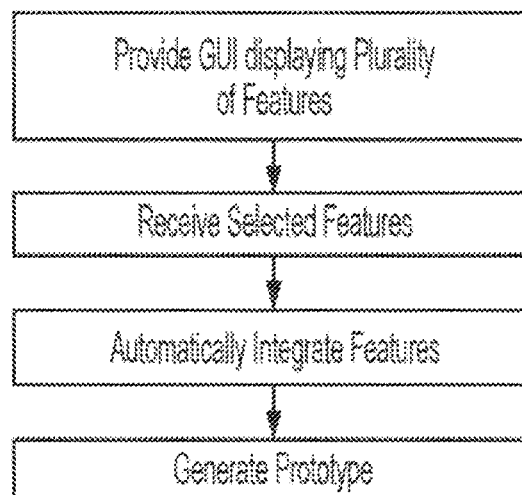 Provide GUI displaying Plurality
of Features
Receive Selected Features
Automatically Integrate Features
Generate Prototype